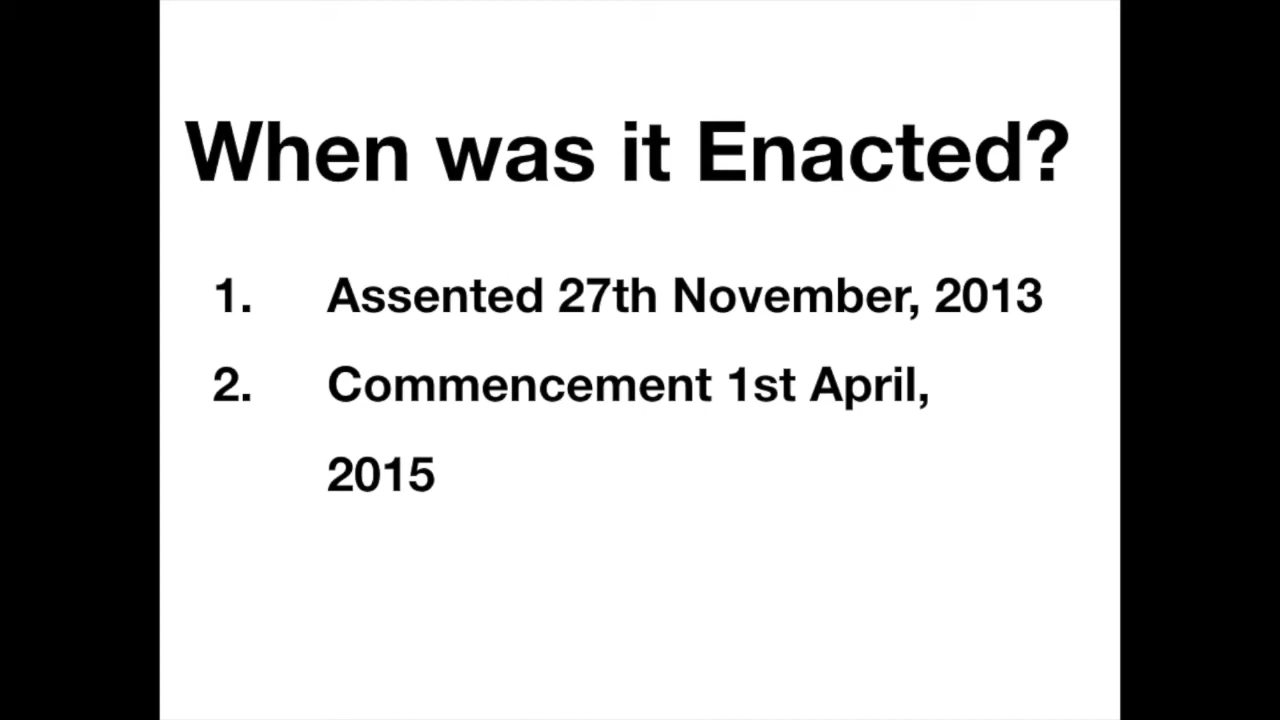 When was it Enacted?
1. Assented 27th November, 2013
2. Commencement 1st April,
2015